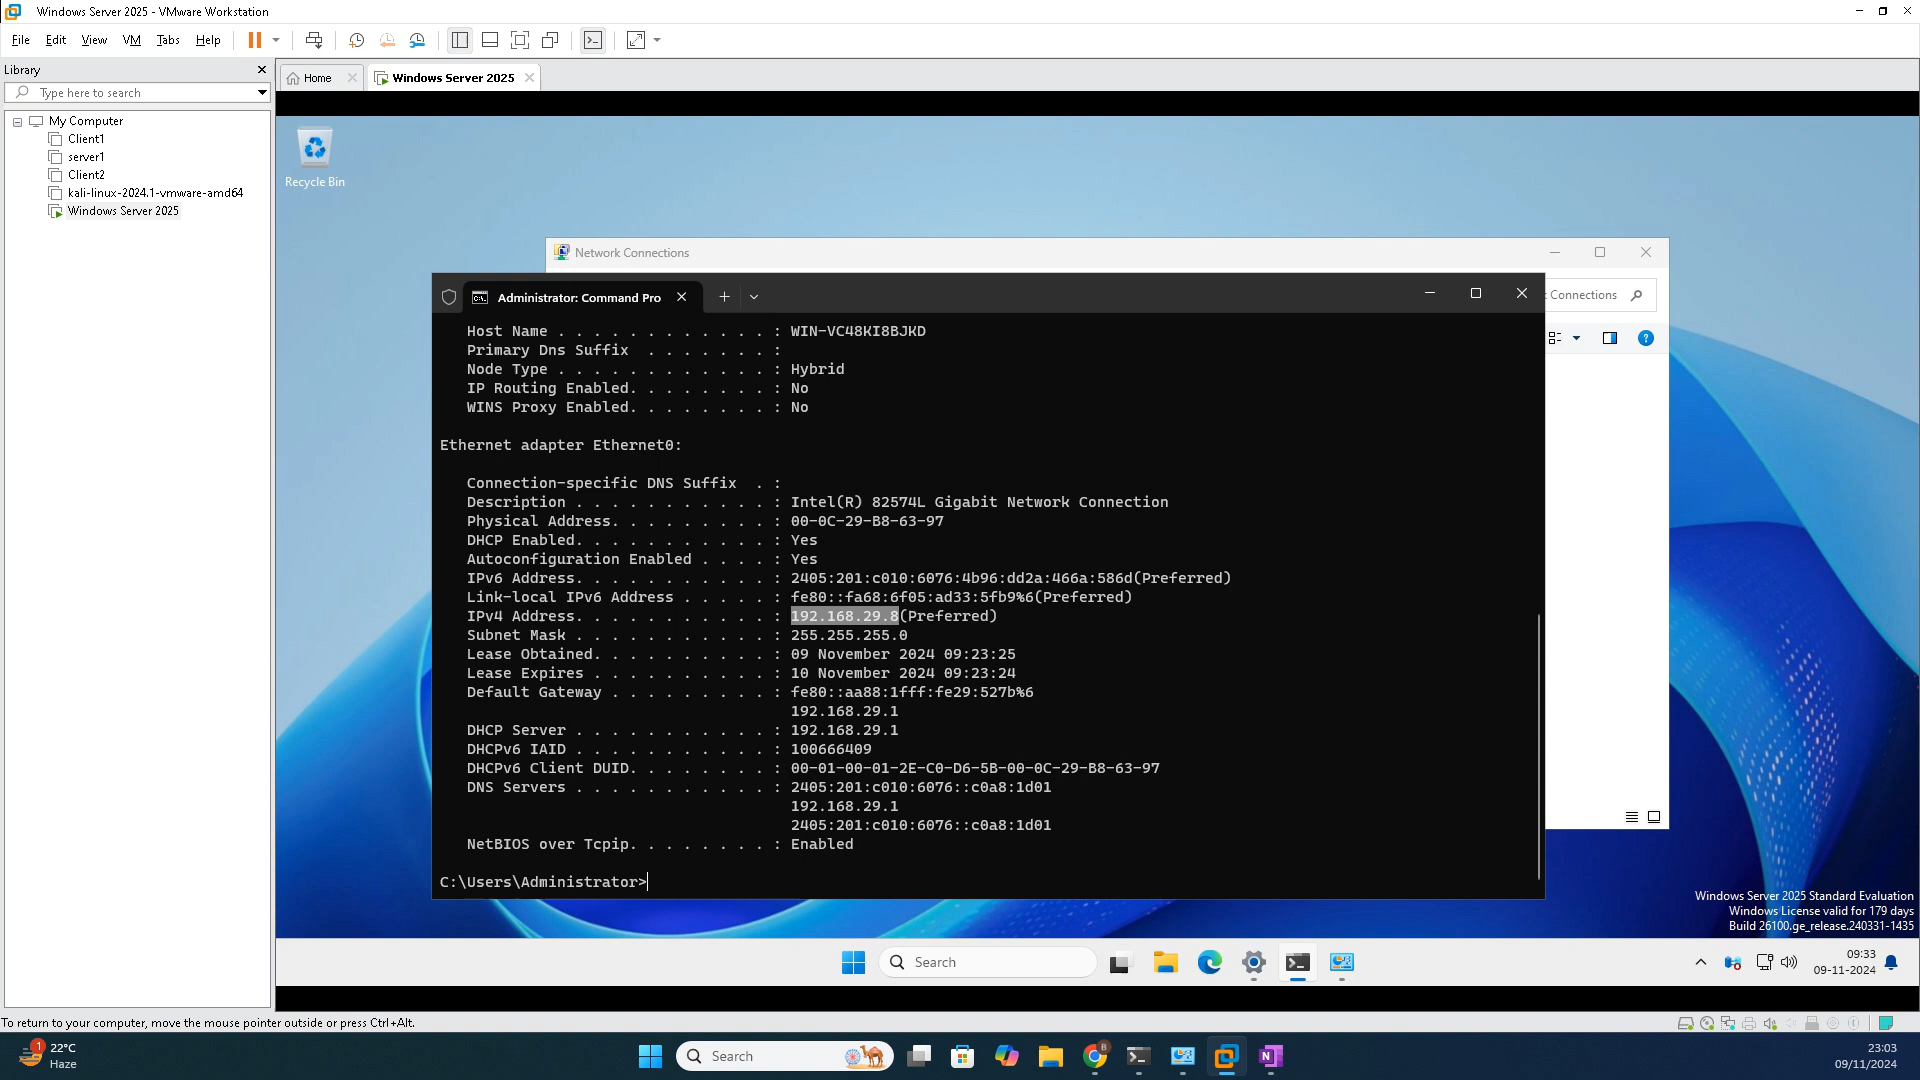 Windows Server 2025 - VMware Workstation
File Edit View VM Tabs Help
Library
Type here to search
My Computer
Client1
server1
Client2
kali-linux-2024.1-vmware-amd64
Windows Server 2025
Home
Windows Server 2025
Recycle Bin
Network Connections
Connections
Administrator: Command Pro
Host Name . . . . . . . . . . . . : WIN-VC48KI8BJKD
Primary Dns Suffix  . . . . . . . :
Node Type . . . . . . . . . . . . : Hybrid
IP Routing Enabled. . . . . . . . : No
WINS Proxy Enabled. . . . . . . . : No
Ethernet adapter Ethernet0:
Connection-specific DNS Suffix  . :
Description . . . . . . . . . . . : Intel(R) 82574L Gigabit Network Connection
Physical Address. . . . . . . . . : 00-0C-29-B8-63-97
DHCP Enabled. . . . . . . . . . . : Yes
Autoconfiguration Enabled . . . . : Yes
IPv6 Address. . . . . . . . . . . : 2405:201:c010:6076:4b96:dd2a:466a:586d(Preferred)
Link-local IPv6 Address . . . . . : fe80::fa68:6f05:ad33:5fb9%6(Preferred)
IPv4 Address. . . . . . . . . . . : 192.168.29.8(Preferred)
Subnet Mask . . . . . . . . . . . : 255.255.255.0
Lease Obtained. . . . . . . . . . : 09 November 2024 09:23:25
Lease Expires . . . . . . . . . . : 10 November 2024 09:23:24
Default Gateway . . . . . . . . . : fe80::aa88:1fff:fe29:527b%6
192.168.29.1
DHCP Server . . . . . . . . . . . : 192.168.29.1
DHCPv6 IAID . . . . . . . . . . . : 100666409
DHCPv6 Client DUID. . . . . . . . : 00-01-00-01-2E-C0-D6-5B-00-0C-29-B8-63-97
DNS Servers . . . . . . . . . . . : 2405:201:c010:6076::c0a8:1d01
192.168.29.1
2405:201:c010:6076::c0a8:1d01
NetBIOS over Tcpip. . . . . . . . : Enabled
C:\Users\Administrator>
Windows Server 2025 Standard Evaluation
Windows License valid for 179 days
Build 26100.ge_release.240331-1435
Search
09:33
09-11-2024
To return to your computer, move the mouse pointer outside or press Ctrl+Alt.
1
22°C
Haze
Search
B
N
23:03
09/11/2024